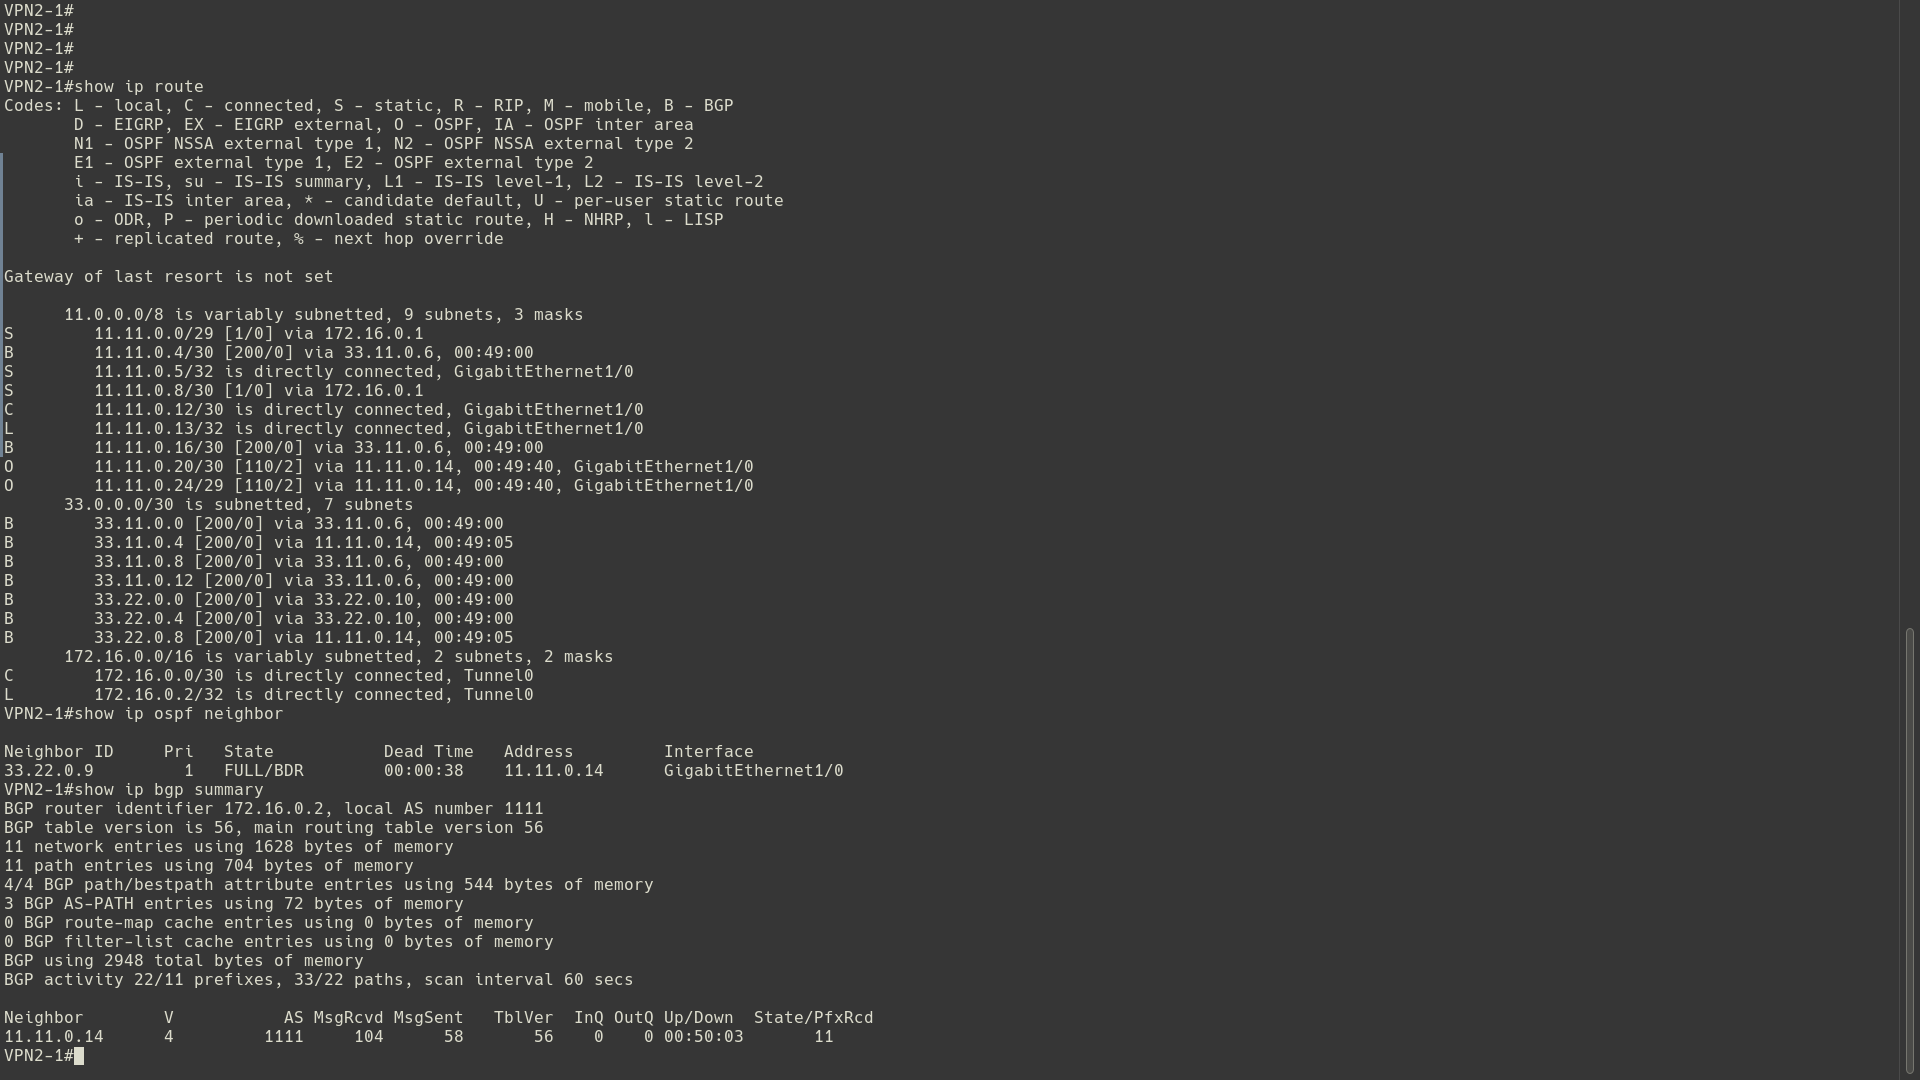 VPN2-1#
VPN2-1#
VPN2-1#
VPN2-1#
VPN2-1#show ip route
Codes: L - local, C - connected, S - static, R - RIP, M - mobile, B - BGP
       D - EIGRP, EX - EIGRP external, O - OSPF, IA - OSPF inter area
       N1 - OSPF NSSA external type 1, N2 - OSPF NSSA external type 2
       E1 - OSPF external type 1, E2 - OSPF external type 2
       i - IS-IS, su - IS-IS summary, L1 - IS-IS level-1, L2 - IS-IS level-2
       ia - IS-IS inter area, * - candidate default, U - per-user static route
       o - ODR, P - periodic downloaded static route, H - NHRP, l - LISP
       + - replicated route, % - next hop override

Gateway of last resort is not set

      11.0.0.0/8 is variably subnetted, 9 subnets, 3 masks
S        11.11.0.0/29 [1/0] via 172.16.0.1
B        11.11.0.4/30 [200/0] via 33.11.0.6, 00:49:00
S        11.11.0.5/32 is directly connected, GigabitEthernet1/0
S        11.11.0.8/30 [1/0] via 172.16.0.1
C        11.11.0.12/30 is directly connected, GigabitEthernet1/0
L        11.11.0.13/32 is directly connected, GigabitEthernet1/0
B        11.11.0.16/30 [200/0] via 33.11.0.6, 00:49:00
O        11.11.0.20/30 [110/2] via 11.11.0.14, 00:49:40, GigabitEthernet1/0
O        11.11.0.24/29 [110/2] via 11.11.0.14, 00:49:40, GigabitEthernet1/0
      33.0.0.0/30 is subnetted, 7 subnets
B        33.11.0.0 [200/0] via 33.11.0.6, 00:49:00
B        33.11.0.4 [200/0] via 11.11.0.14, 00:49:05
B        33.11.0.8 [200/0] via 33.11.0.6, 00:49:00
B        33.11.0.12 [200/0] via 33.11.0.6, 00:49:00
B        33.22.0.0 [200/0] via 33.22.0.10, 00:49:00
B        33.22.0.4 [200/0] via 33.22.0.10, 00:49:00
B        33.22.0.8 [200/0] via 11.11.0.14, 00:49:05
      172.16.0.0/16 is variably subnetted, 2 subnets, 2 masks
C        172.16.0.0/30 is directly connected, Tunnel0
L        172.16.0.2/32 is directly connected, Tunnel0
VPN2-1#show ip ospf neighbor

Neighbor ID     Pri   State           Dead Time   Address         Interface
33.22.0.9         1   FULL/BDR        00:00:38    11.11.0.14      GigabitEthernet1/0
VPN2-1#show ip bgp summary
BGP router identifier 172.16.0.2, local AS number 1111
BGP table version is 56, main routing table version 56
11 network entries using 1628 bytes of memory
11 path entries using 704 bytes of memory
4/4 BGP path/bestpath attribute entries using 544 bytes of memory
3 BGP AS-PATH entries using 72 bytes of memory
0 BGP route-map cache entries using 0 bytes of memory
0 BGP filter-list cache entries using 0 bytes of memory
BGP using 2948 total bytes of memory
BGP activity 22/11 prefixes, 33/22 paths, scan interval 60 secs

Neighbor        V           AS MsgRcvd MsgSent   TblVer  InQ OutQ Up/Down  State/PfxRcd
11.11.0.14      4         1111     104      58       56    0    0 00:50:03       11
VPN2-1#